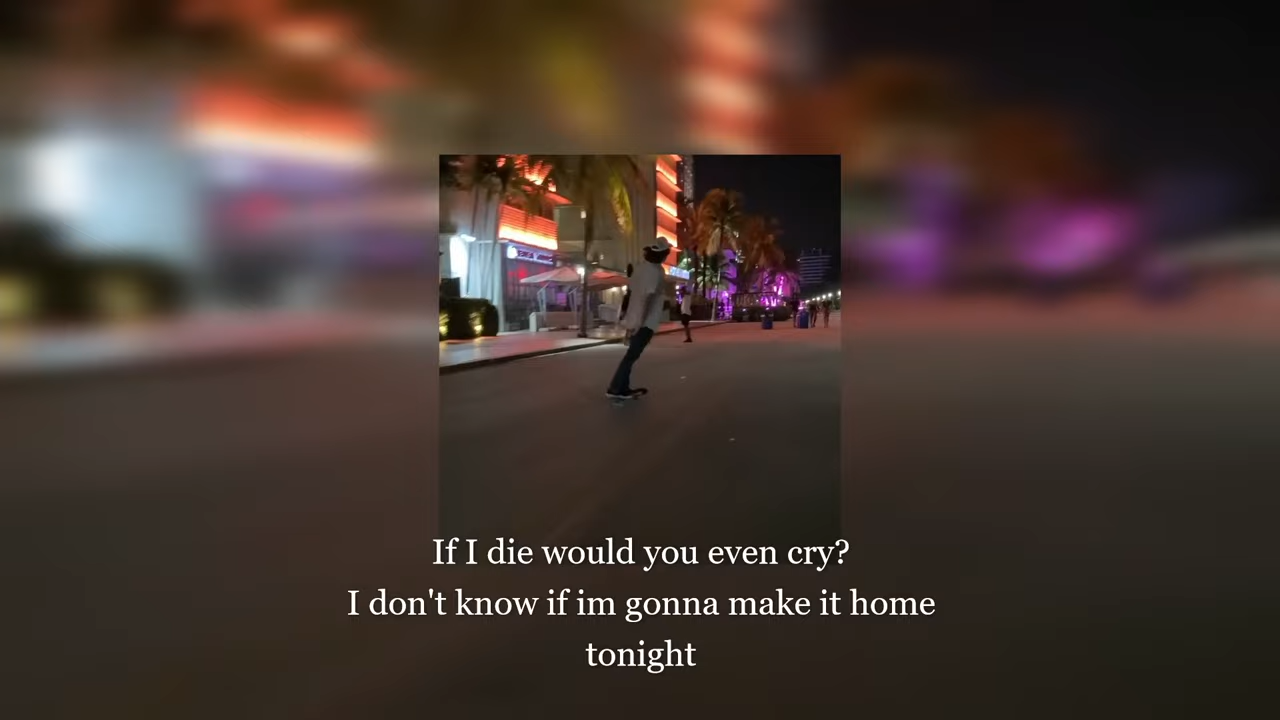 If I die would you even cry?
I don't know if im gonna make it home
tonight